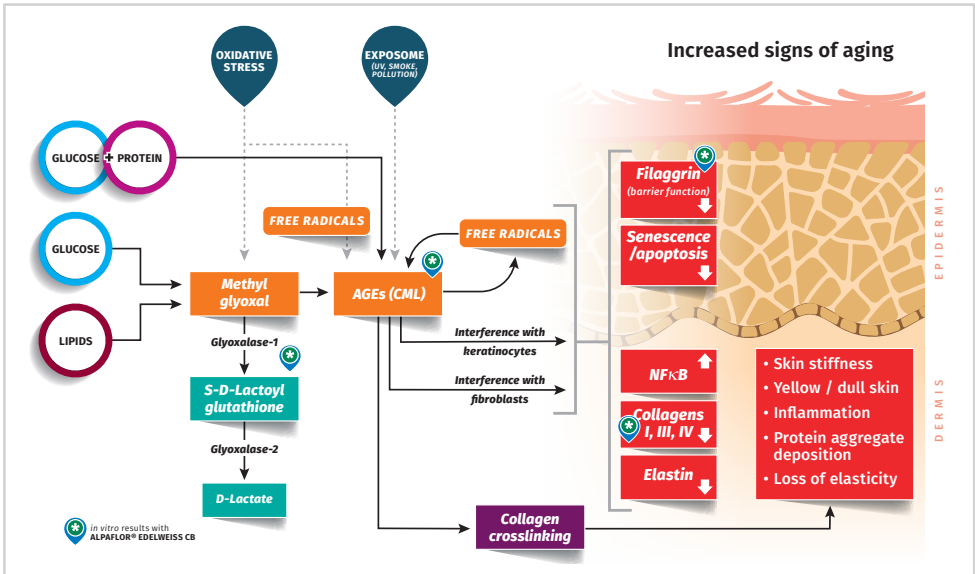 OXIDATIVE
STRESS
EXPOSOME
(UV, SMOKE,
POLLUTION)
Increased signs of aging
GLUCOSE + PROTEIN
GLUCOSE
LIPIDS
FREE RADICALS
FREE RADICALS
Methyl
glyoxal
AGEs (CML)
Glyoxalase-1
S-D-Lactoyl
glutathione
Glyoxalase-2
D-Lactate
Interference with
keratinocytes
Interference with
fibroblasts
Collagen
crosslinking
Filaggrin
(barrier function)
Senescence
/apoptosis
NFκB
Collagens
I, III, IV
Elastin
• Skin stiffness
• Yellow / dull skin
• Inflammation
• Protein aggregate
deposition
• Loss of elasticity
EPIDERMIS
DERMIS
* in vitro results with
ALPAFLOR® EDELWEISS CB